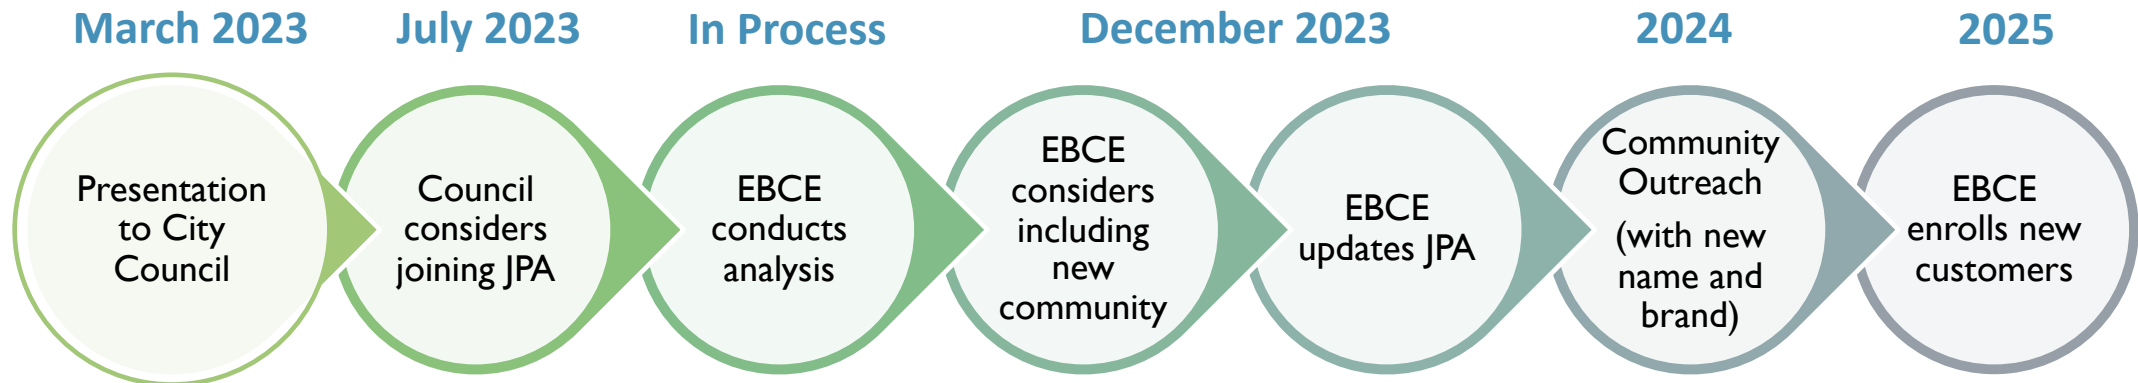 March 2023
July 2023
In Process
December 2023
2024
2025
Presentation
to City
Council
Council
considers
joining JPA
EBCE
conducts
analysis
EBCE
considers
including
new
community
EBCE
updates JPA
Community
Outreach
(with new
name and
brand)
EBCE
enrolls new
customers